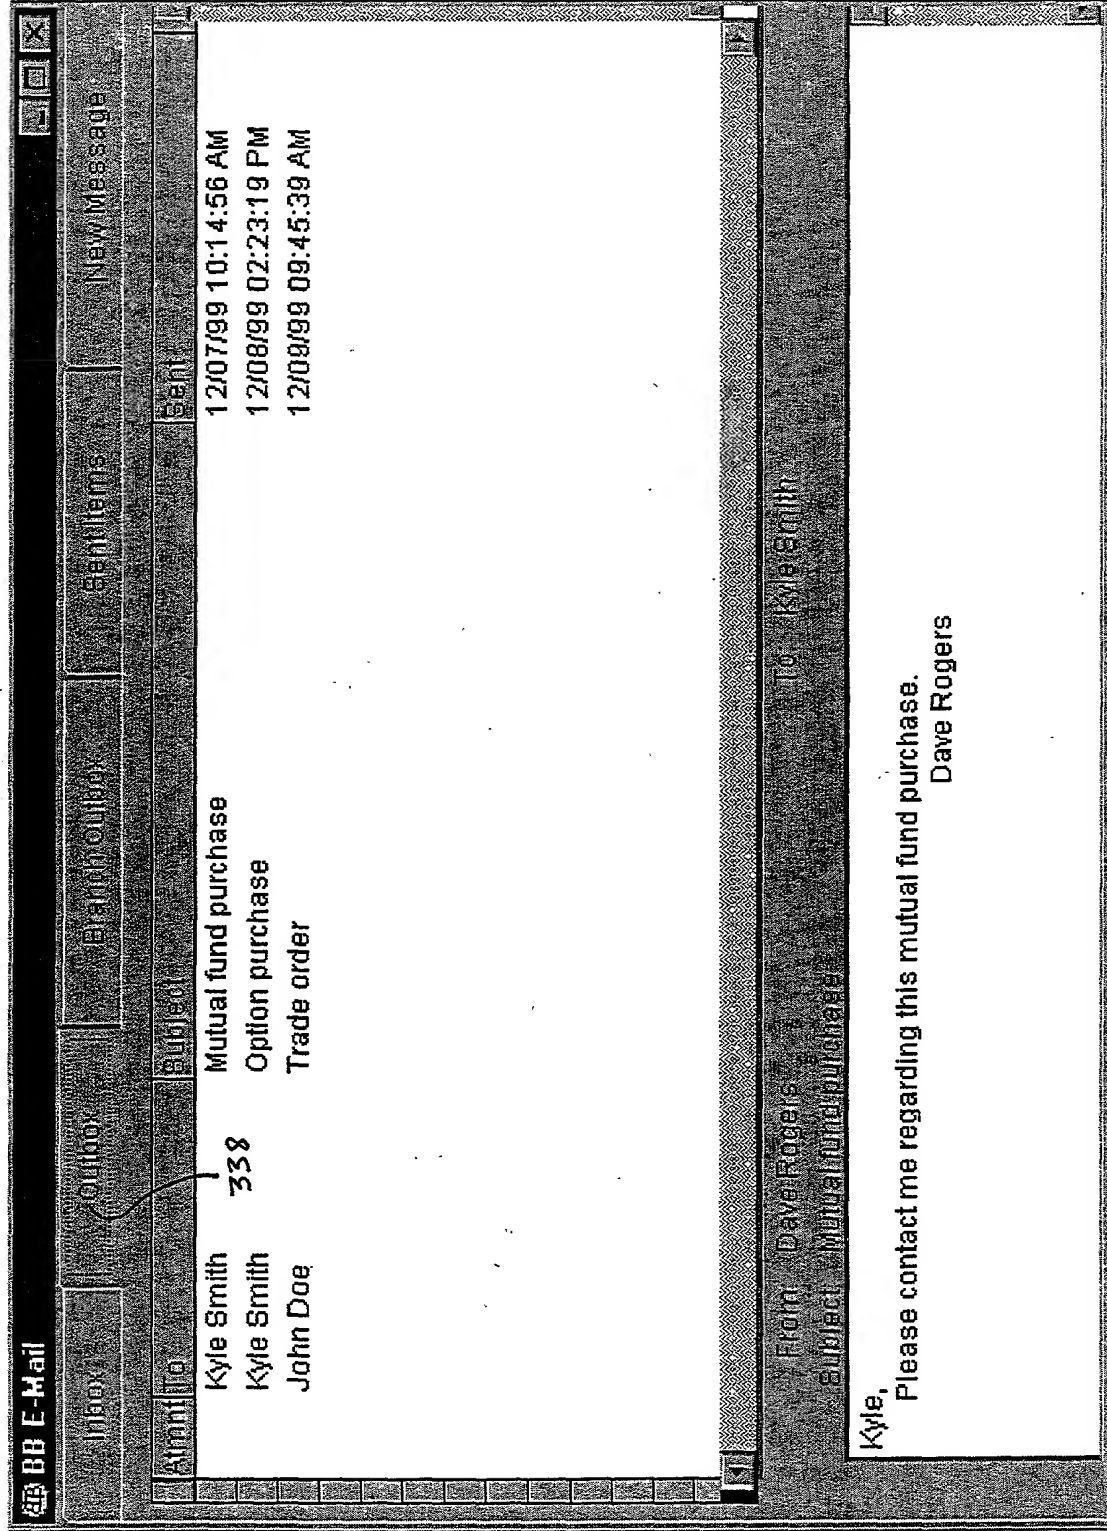 BB E-Mail
Inbox Outbox Branch outbox Sent Items New Message
Atmnt To Subject Sent
Kyle Smith Mutual fund purchase 12/07/99 10:14:56 AM
338
Kyle Smith Option purchase 12/08/99 02:23:19 PM
John Doe Trade order 12/09/99 09:45:39 AM
From: Dave Rogers To: Kyle Smith
Subject: Mutual fund purchase
Kyle,
Please contact me regarding this mutual fund purchase.
Dave Rogers